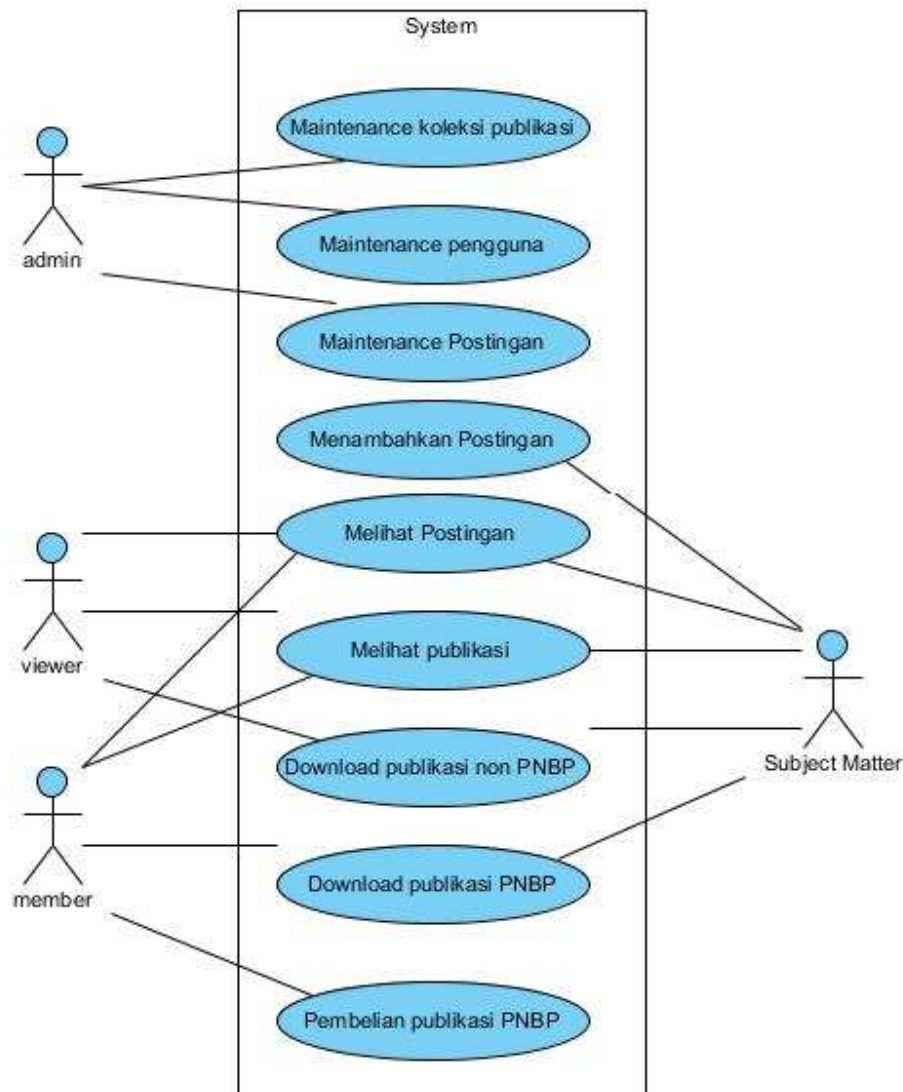 System
Maintenance koleksi publikasi
Maintenance pengguna
admin
Maintenance Postingan
Menambahkan Postingan
Melihat Postingan
Melihat publikasi
viewer
Download publikasi non PNBP
Subject Matter
Download publikasi PNBP
member
Pembelian publikasi PNBP